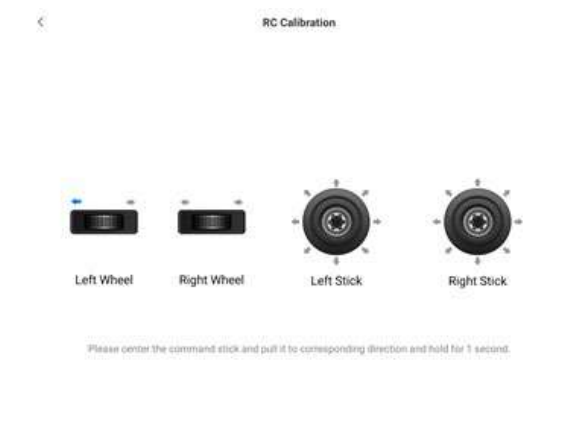 RC Calibration
Left Wheel
Right Wheel
Left Stick
Right Stick
Please center the command stick and pull it to corresponding direction and hold for 1 second.